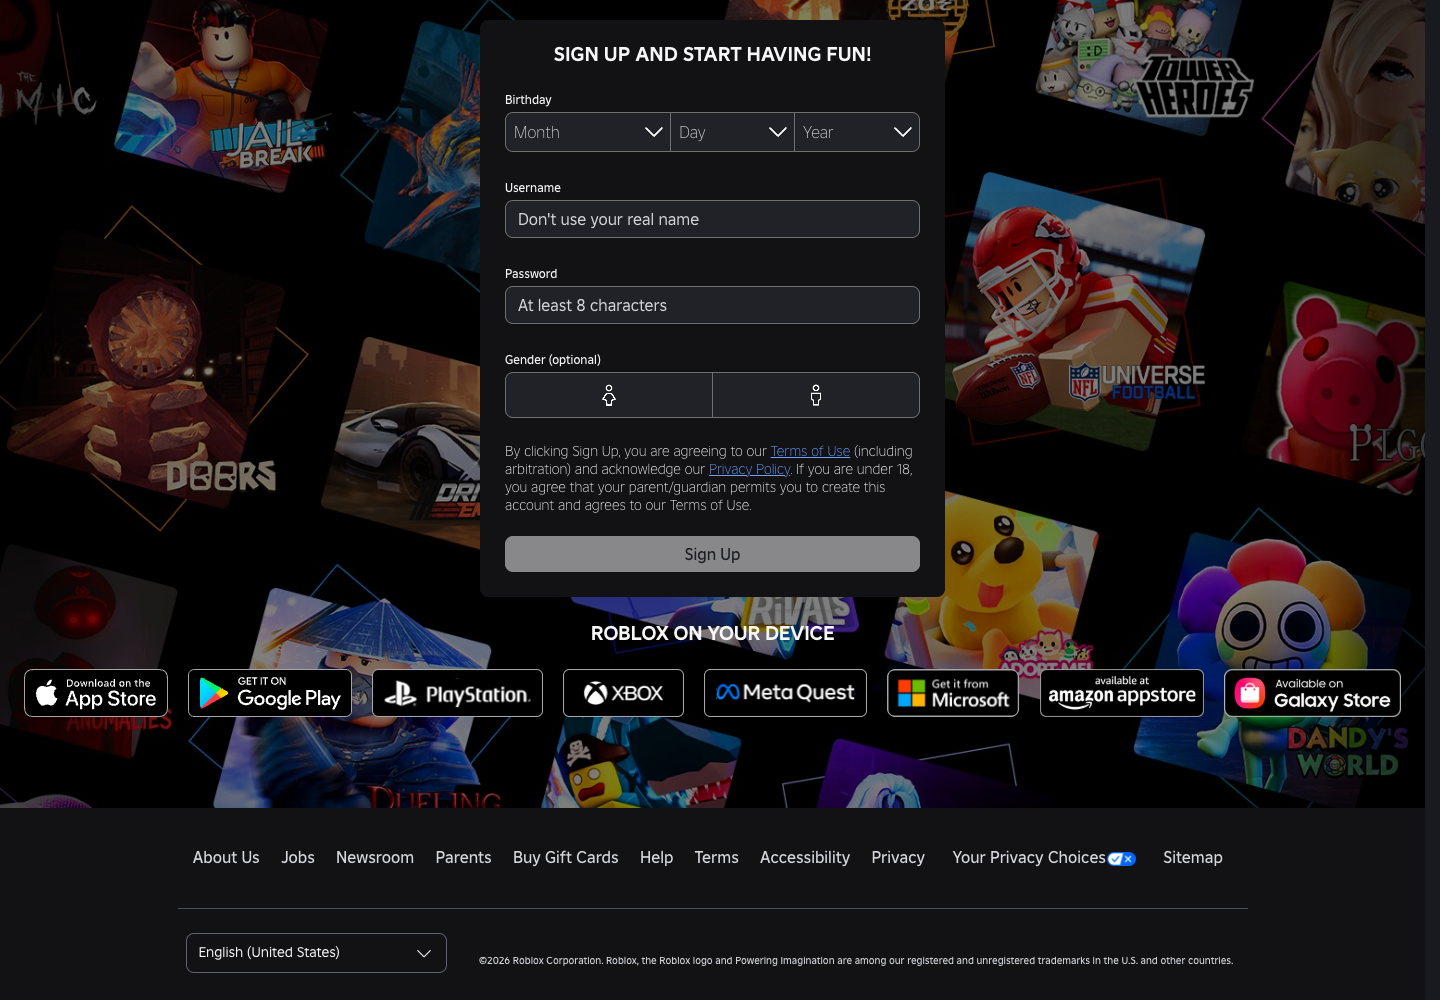 THE
MIC
JAIL
BREAK
TOWER
HEROES
SIGN UP AND START HAVING FUN!
Birthday
Month Day Year
Username
Don't use your real name
Password
At least 8 characters
Gender (optional)
By clicking Sign Up, you are agreeing to our Terms of Use (including
arbitration) and acknowledge our Privacy Policy. If you are under 18,
you agree that your parent/guardian permits you to create this
account and agrees to our Terms of Use.
Sign Up
NFL UNIVERSE
FOOTBALL
NFL
PIGG
DOORS
DRI
EM
RIVALS
ADOPT ME!
ROBLOX ON YOUR DEVICE
Download on the
App Store
GET IT ON
Google Play
PlayStation.
XBOX
Meta Quest
Get it from
Microsoft
available at
amazon appstore
Available on
Galaxy Store
ANOMALIES
DUELING
DANDY'S
WORLD
About Us Jobs Newsroom Parents Buy Gift Cards Help Terms Accessibility Privacy Your Privacy Choices Sitemap
English (United States)
©2026 Roblox Corporation. Roblox, the Roblox logo and Powering Imagination are among our registered and unregistered trademarks in the U.S. and other countries.